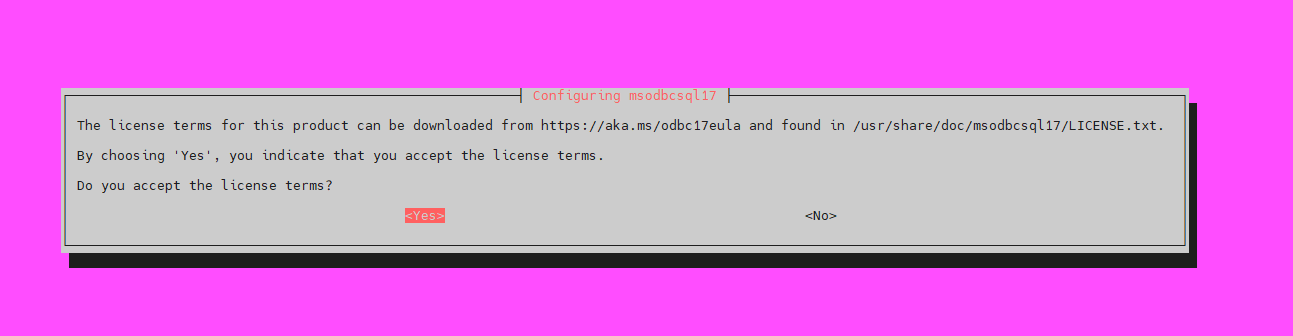 Configuring msodbcsql17
The license terms for this product can be downloaded from https://aka.ms/odbc17eula and found in /usr/share/doc/msodbcsql17/LICENSE.txt.
By choosing 'Yes', you indicate that you accept the license terms.
Do you accept the license terms?
<Yes> <No>